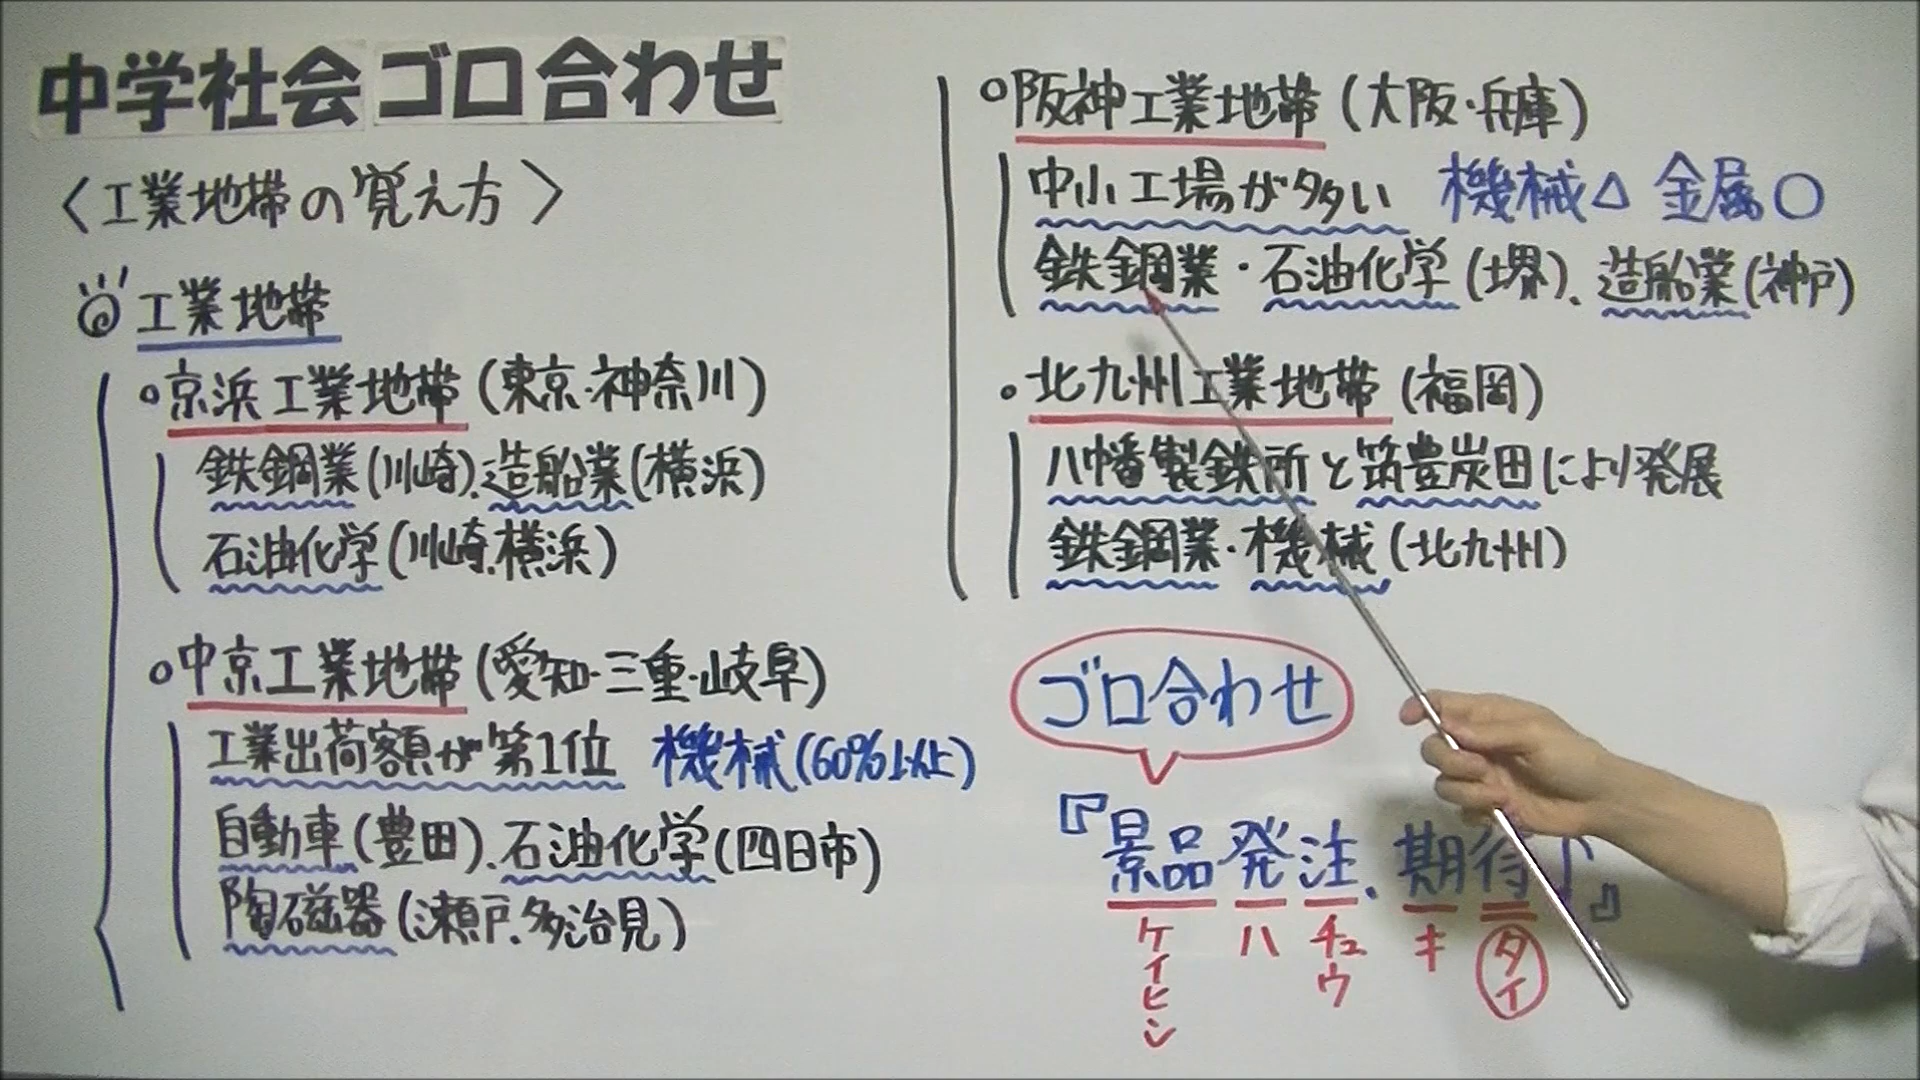 中学社会ゴロ合わせ
〈工業地帯の覚え方〉
◎工業地帯
○京浜工業地帯(東京・神奈川)
鉄鋼業(川崎)、造船業(横浜)
石油化学(川崎、横浜)
○中京工業地帯(愛知・三重・岐阜)
工業出荷額が第1位 機械(60%以上)
自動車(豊田)、石油化学(四日市)
陶磁器(瀬戸、多治見)
○阪神工業地帯(大阪・兵庫)
中小工場が多い 機械△ 金属○
鉄鋼業・石油化学(堺)、造船業(神戸)
○北九州工業地帯(福岡)
八幡製鉄所と筑豊炭田により発展
鉄鋼業・機械(北九州)
ゴロ合わせ
『景品発注、期待♪』
ケイヒン ハ チュウ キ タイ